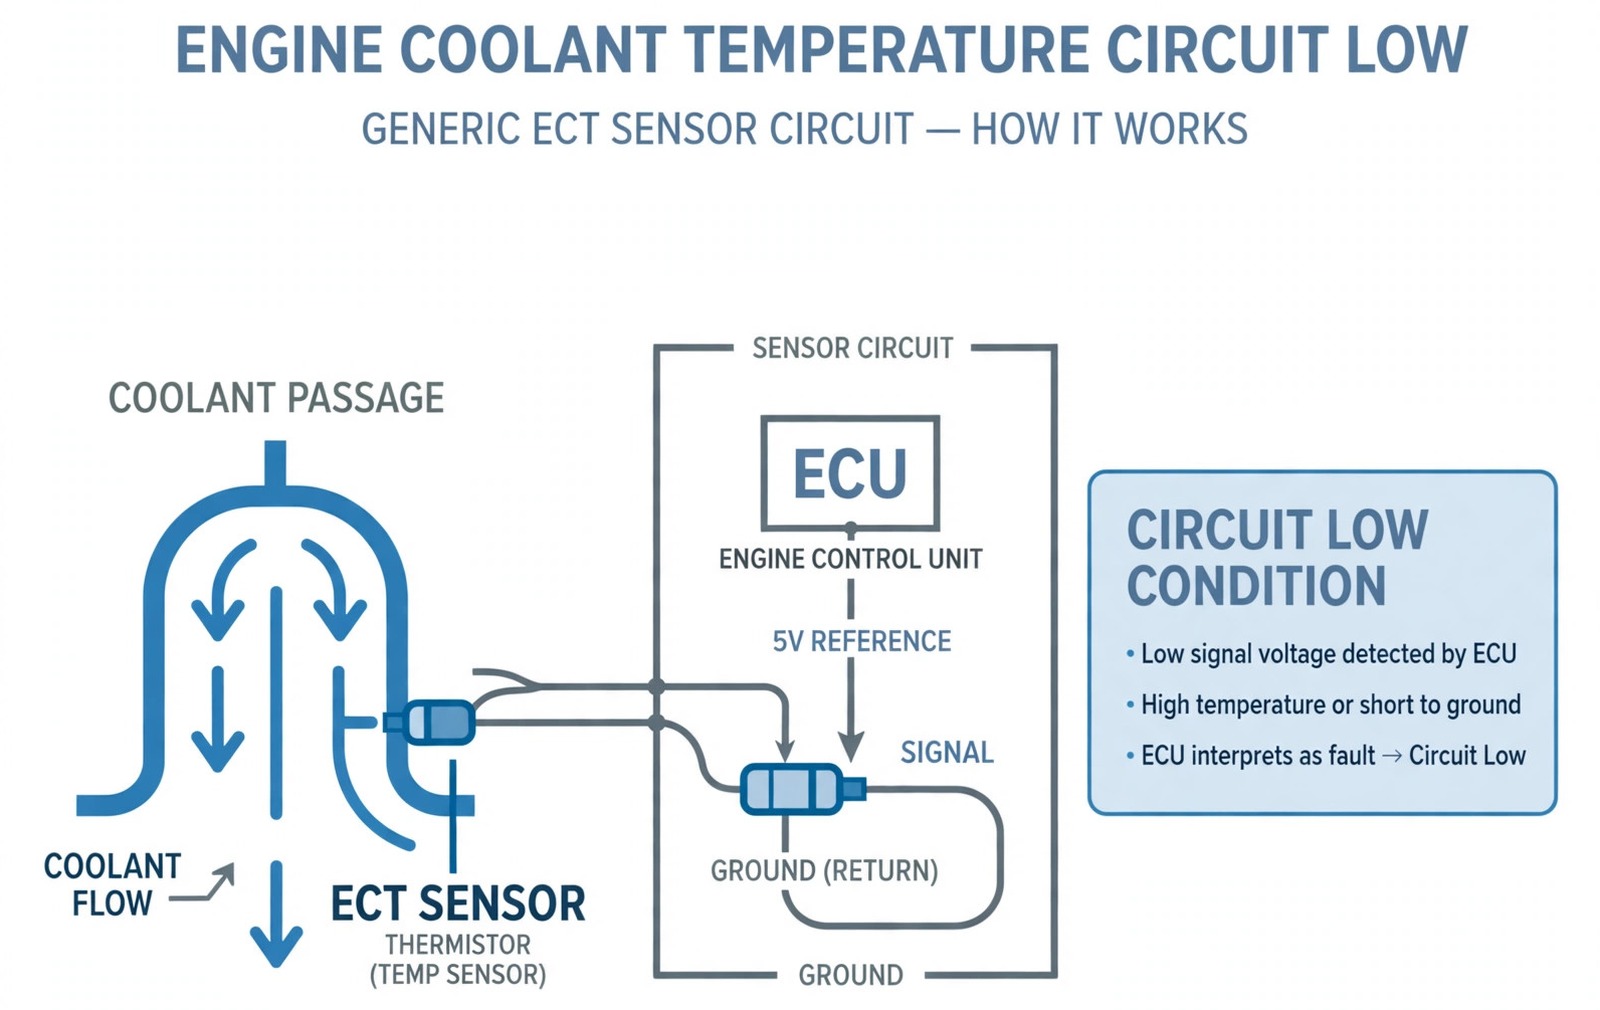 ENGINE COOLANT TEMPERATURE CIRCUIT LOW
GENERIC ECT SENSOR CIRCUIT — HOW IT WORKS
SENSOR CIRCUIT
COOLANT PASSAGE
ECU
ENGINE CONTROL UNIT
5V REFERENCE
SIGNAL
GROUND (RETURN)
GROUND
COOLANT
FLOW
ECT SENSOR
THERMISTOR
(TEMP SENSOR)
CIRCUIT LOW
CONDITION
• Low signal voltage detected by ECU
• High temperature or short to ground
• ECU interprets as fault → Circuit Low